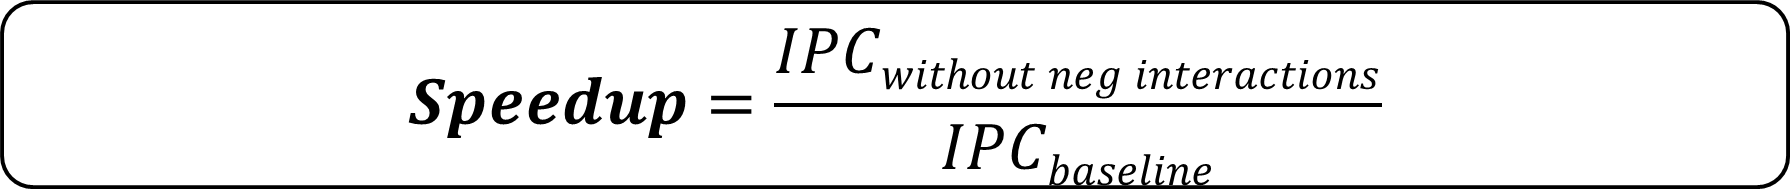 Speedup = IPC_without neg interactions / IPC_baseline